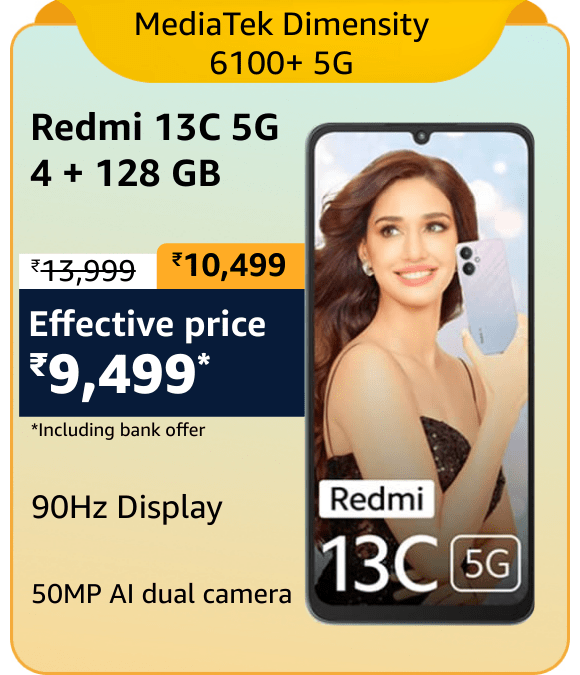 MediaTek Dimensity
6100+ 5G
Redmi 13C 5G
4 + 128 GB
₹13,999 ₹10,499
Effective price
₹9,499*
*Including bank offer
90Hz Display
50MP AI dual camera
Redmi
13C 5G